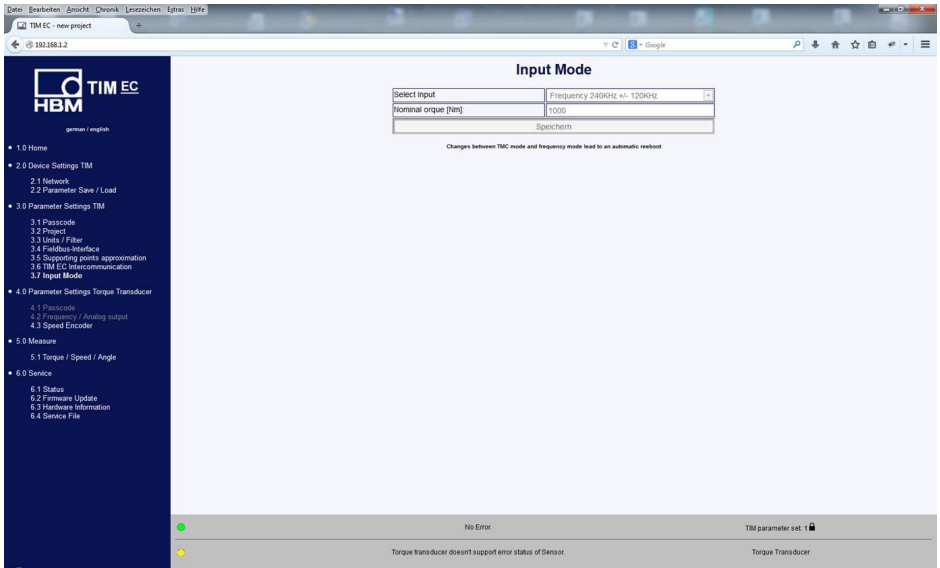 Datei Bearbeiten Ansicht Chronik Lesezeichen Extras Hilfe
TIM EC - new project
192.168.1.2
Google
HBM TIM EC
german / english
1.0 Home
2.0 Device Settings TIM
2.1 Network
2.2 Parameter Save / Load
3.0 Parameter Settings TIM
3.1 Passcode
3.2 Project
3.3 Units / Filter
3.4 Fieldbus-Interface
3.5 Supporting points approximation
3.6 TIM EC Intercommunication
3.7 Input Mode
4.0 Parameter Settings Torque Transducer
4.1 Passcode
4.2 Frequency / Analog output
4.3 Speed Encoder
5.0 Measure
5.1 Torque / Speed / Angle
6.0 Service
6.1 Status
6.2 Firmware Update
6.3 Hardware Information
6.4 Service File
Input Mode
Select input Frequency 240KHz +/- 120KHz
Nominal orque [Nm]: 1000
Speichern
Changes between TMC mode and frequency mode lead to an automatic reeboot
No Error. TIM parameter set: 1
Torque transducer doesn't support error status of Sensor. Torque Transducer